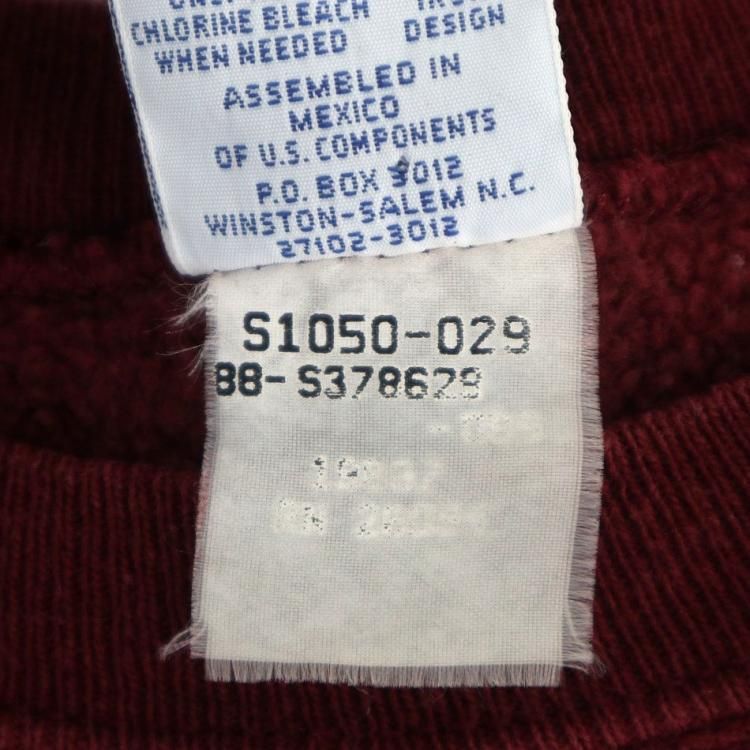 CHLORINE BLEACH
WHEN NEEDED
DESIGN
ASSEMBLED IN
MEXICO
OF U.S. COMPONENTS
P.O. BOX 3012
WINSTON-SALEM N.C.
27102-3012
S1050-029
88-S378629